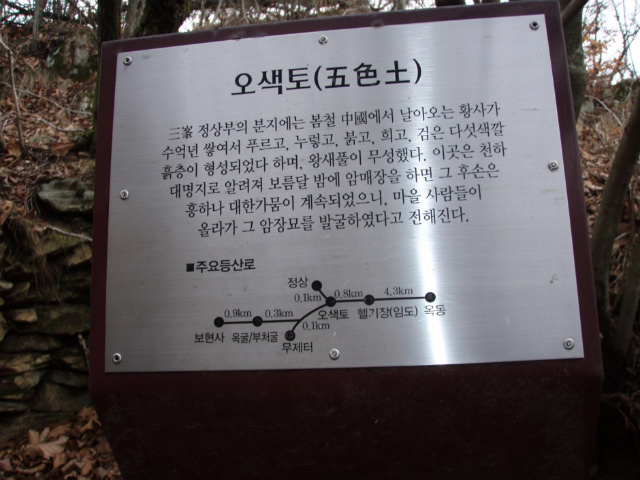 오색토(五色土)
三峯 정상부의 분지에는 봄철 中國에서 날아오는 황사가
수억년 쌓여서 푸르고, 누렇고, 붉고, 희고, 검은 다섯색깔
흙층이 형성되었다 하며, 왕새풀이 무성했다. 이곳은 천하
대명지로 알려져 보름달 밤에 암매장을 하면 그 후손은
흥하나 대한가뭄이 계속되었으니, 마을 사람들이
올라가 그 암장묘를 발굴하였다고 전해진다.
■주요등산로
정상
0.1km 0.8km 4.3km
0.9km 0.3km 오색토 헬기장(임도) 옥동
0.1km
보현사 옥굴/부처굴 무제터